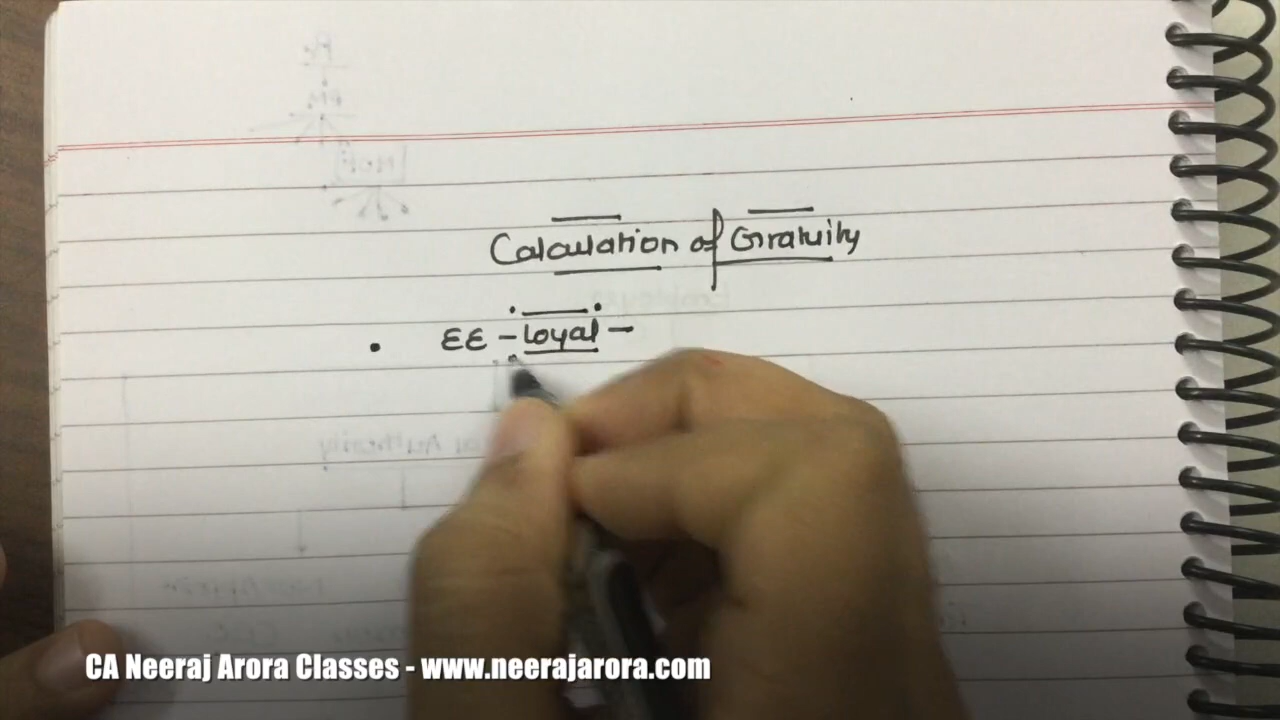 Calculation of Gratuity
• EE – loyal –
CA Neeraj Arora Classes - www.neerajarora.com